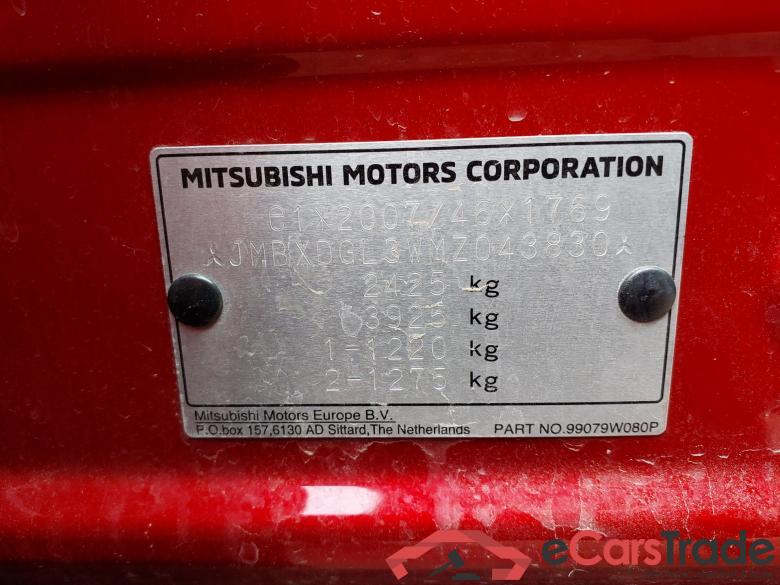 MITSUBISHI MOTORS CORPORATION
e1*2007/46*1769
JMBXDGL3WMZ043830
2425 kg
3925 kg
1-1220 kg
2-1275 kg
Mitsubishi Motors Europe B.V.
P.O.box 157,6130 AD Sittard,The Netherlands PART NO.99079W080P
eCarsTrade